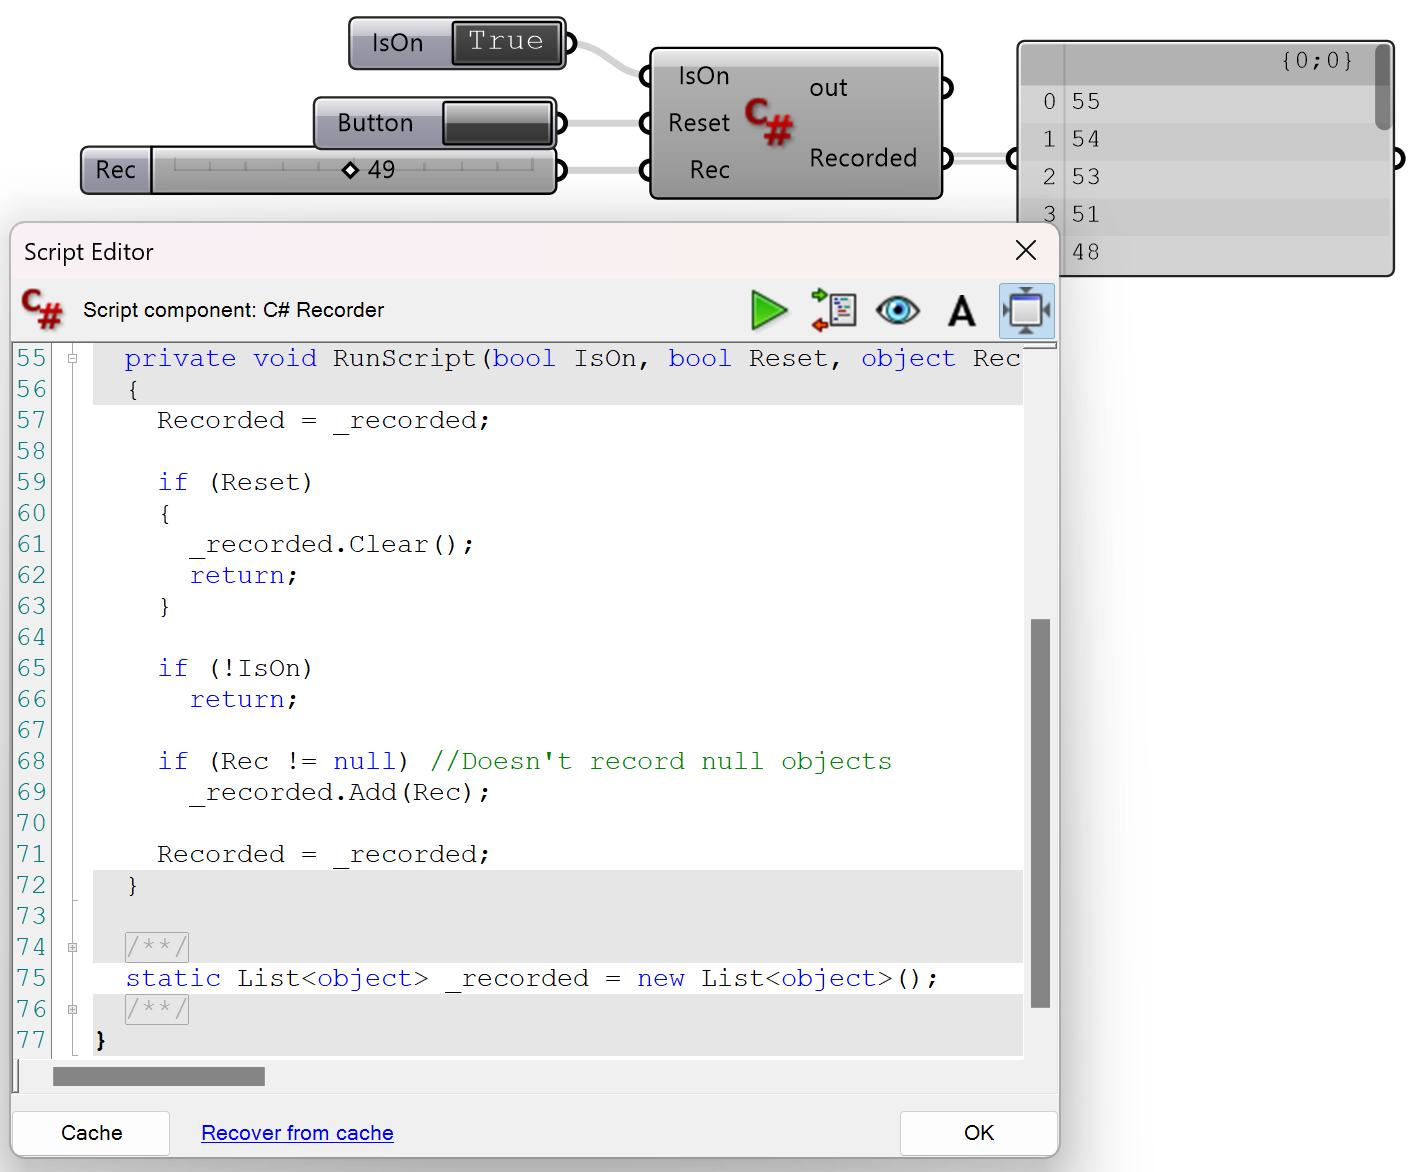 IsOn True
Button
Rec 49
IsOn
Reset
Rec
C#
out
Recorded
{0;0}
0 55
1 54
2 53
3 51
48
Script Editor
C# Script component: C# Recorder A
55 private void RunScript(bool IsOn, bool Reset, object Rec
56 {
57 Recorded = _recorded;
58
59 if (Reset)
60 {
61 _recorded.Clear();
62 return;
63 }
64
65 if (!IsOn)
66 return;
67
68 if (Rec != null) //Doesn't record null objects
69 _recorded.Add(Rec);
70
71 Recorded = _recorded;
72 }
73
74 /**/
75 static List<object> _recorded = new List<object>();
76 /**/
77 }
Cache Recover from cache OK